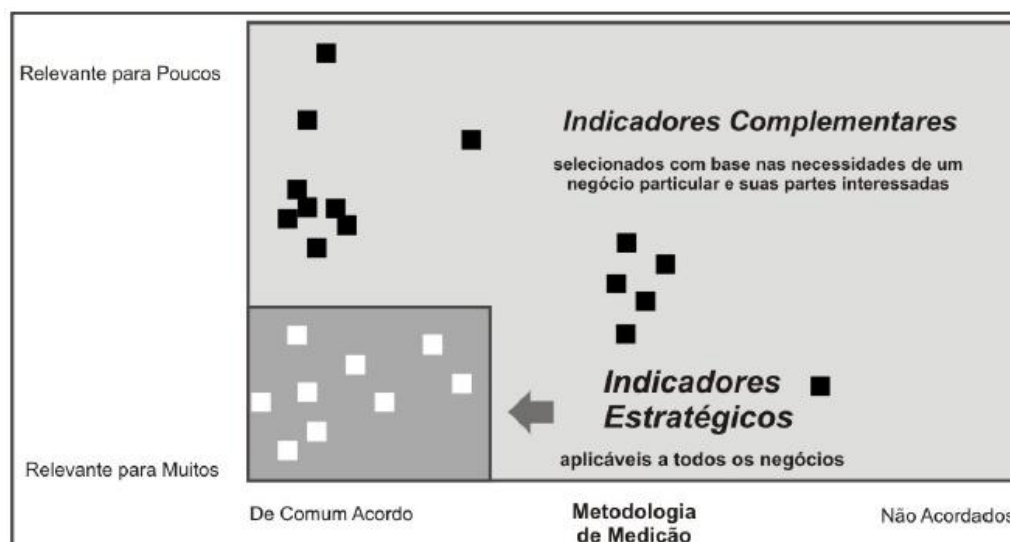 Relevante para Poucos
Indicadores Complementares
selecionados com base nas necessidades de um
negócio particular e suas partes interessadas
Indicadores
Estratégicos
aplicáveis a todos os negócios
Relevante para Muitos
De Comum Acordo
Metodologia
de Medição
Não Acordados